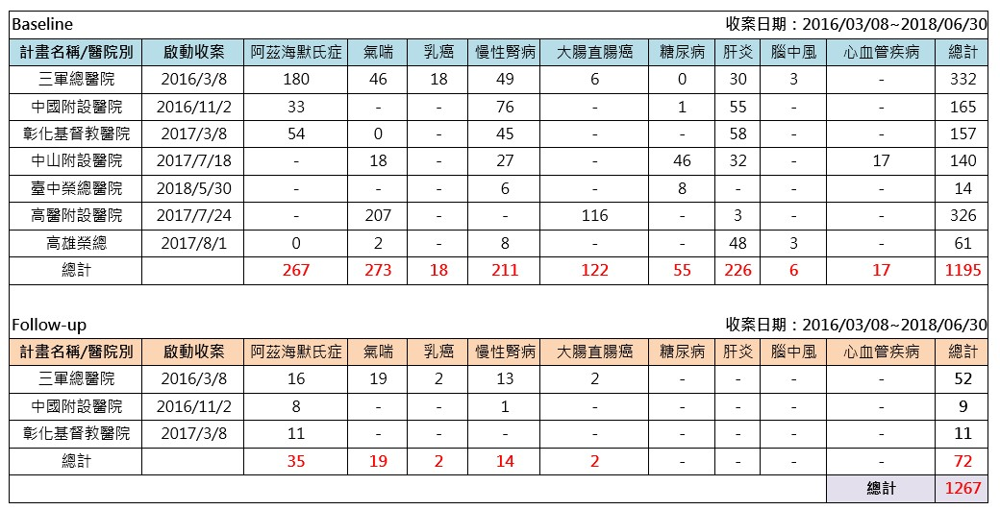 Baseline 收案日期：2016/03/08~2018/06/30
計畫名稱/醫院別 啟動收案 阿茲海默氏症 氣喘 乳癌 慢性腎病 大腸直腸癌 糖尿病 肝炎 腦中風 心血管疾病 總計
三軍總醫院 2016/3/8 180 46 18 49 6 0 30 3 - 332
中國附設醫院 2016/11/2 33 - - 76 - 1 55 - - 165
彰化基督教醫院 2017/3/8 54 0 - 45 - - 58 - - 157
中山附設醫院 2017/7/18 - 18 - 27 - 46 32 - 17 140
臺中榮總醫院 2018/5/30 - - - 6 - 8 - - - 14
高醫附設醫院 2017/7/24 - 207 - - 116 - 3 - - 326
高雄榮總 2017/8/1 0 2 - 8 - - 48 3 - 61
總計 267 273 18 211 122 55 226 6 17 1195
Follow-up 收案日期：2016/03/08~2018/06/30
計畫名稱/醫院別 啟動收案 阿茲海默氏症 氣喘 乳癌 慢性腎病 大腸直腸癌 糖尿病 肝炎 腦中風 心血管疾病 總計
三軍總醫院 2016/3/8 16 19 2 13 2 - - - - 52
中國附設醫院 2016/11/2 8 - - 1 - - - - - 9
彰化基督教醫院 2017/3/8 11 - - - - - - - - 11
總計 35 19 2 14 2 - - - - 72
總計 1267